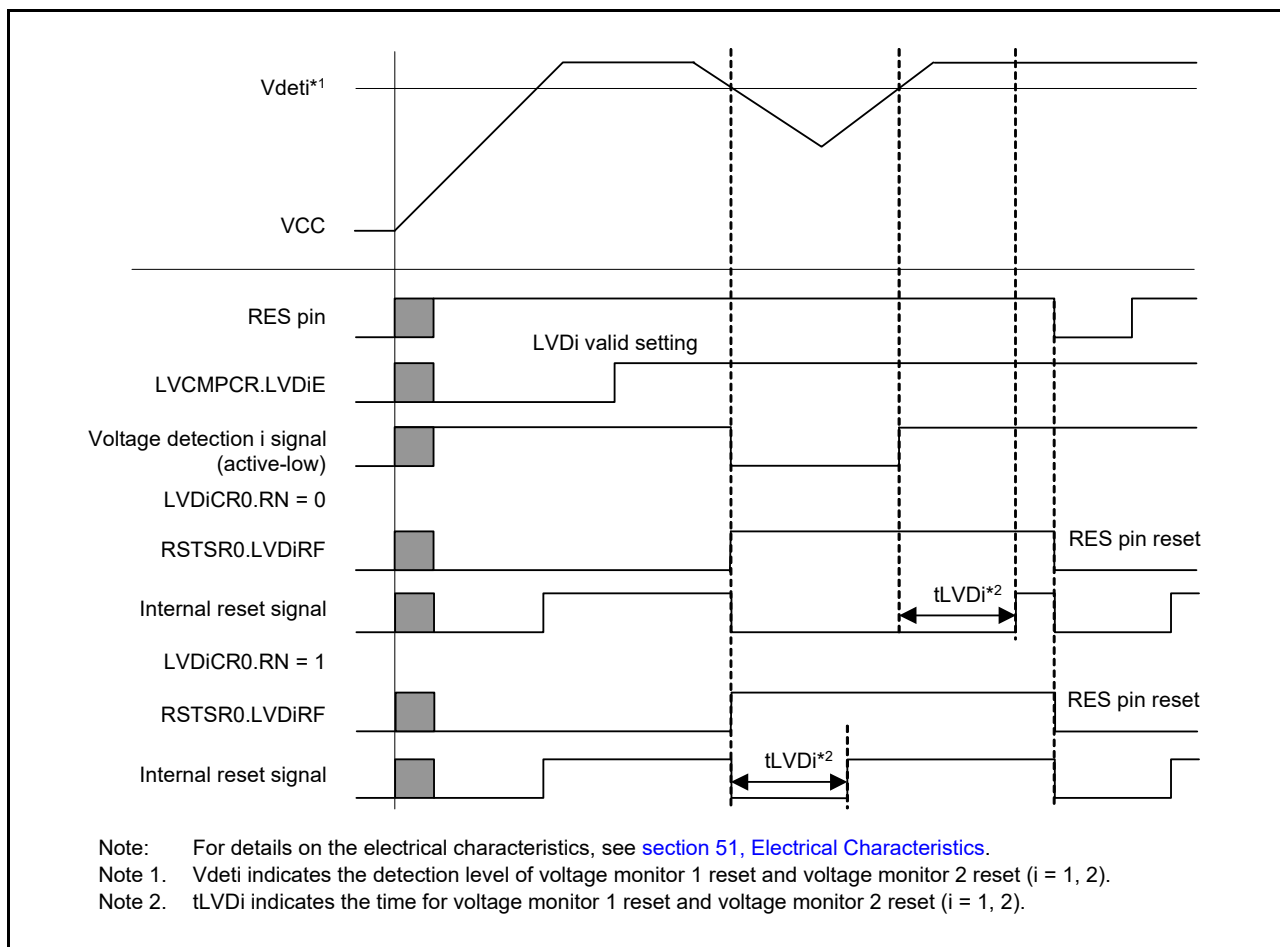 Vdeti*1
VCC
RES pin
LVDi valid setting
LVCMPCR.LVDiE
Voltage detection i signal
(active-low)
LVDiCR0.RN = 0
RSTSR0.LVDiRF
RES pin reset
tLVDi*2
Internal reset signal
LVDiCR0.RN = 1
RSTSR0.LVDiRF
RES pin reset
tLVDi*2
Internal reset signal
Note: For details on the electrical characteristics, see section 51, Electrical Characteristics.
Note 1. Vdeti indicates the detection level of voltage monitor 1 reset and voltage monitor 2 reset (i = 1, 2).
Note 2. tLVDi indicates the time for voltage monitor 1 reset and voltage monitor 2 reset (i = 1, 2).